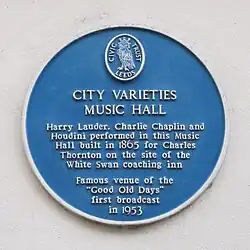 CIVIC TRUST
LEEDS
CITY VARIETIES
MUSIC HALL
Harry Lauder, Charlie Chaplin and
Houdini performed in this Music
Hall built in 1865 for Charles
Thornton on the site of the
White Swan coaching inn
Famous venue of the
"Good Old Days"
first broadcast
in 1953